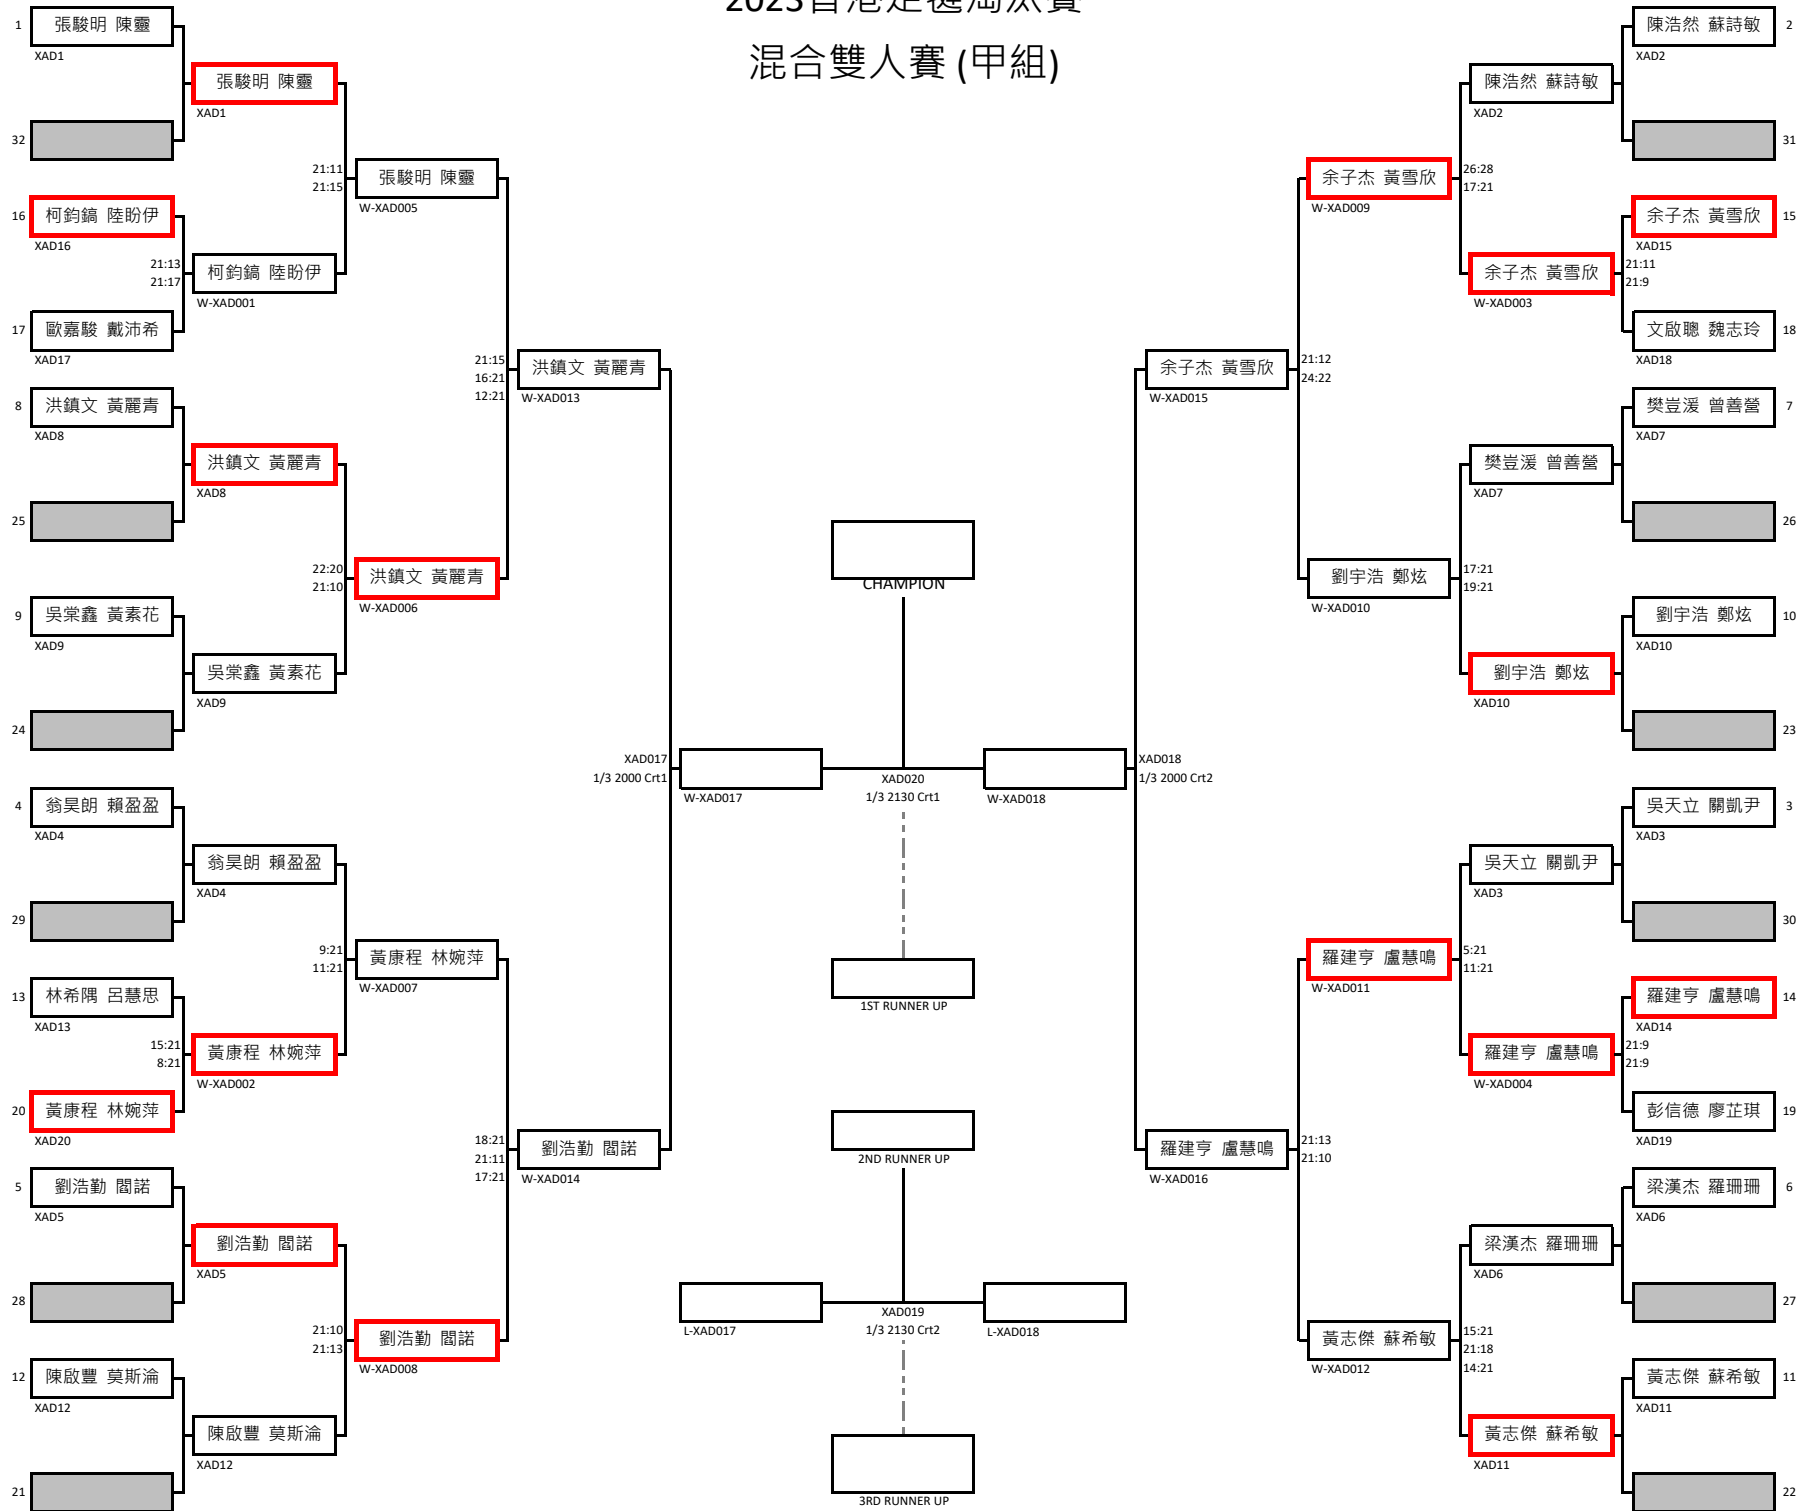 2023香港足毽淘汰賽
混合雙人賽 (甲組)
1
張駿明 陳靈
XAD1
張駿明 陳靈
XAD1
32
21:11
21:15
張駿明 陳靈
W-XAD005
16
柯鈞鎬 陸盼伊
XAD16
21:13
21:17
柯鈞鎬 陸盼伊
W-XAD001
17
歐嘉駿 戴沛希
XAD17
21:15
16:21
12:21
洪鎮文 黃麗青
W-XAD013
8
洪鎮文 黃麗青
XAD8
洪鎮文 黃麗青
XAD8
25
22:20
21:10
洪鎮文 黃麗青
W-XAD006
9
吳棠鑫 黃素花
XAD9
吳棠鑫 黃素花
XAD9
24
XAD017
1/3 2000 Crt1
W-XAD017
4
翁昊朗 賴盈盈
XAD4
翁昊朗 賴盈盈
XAD4
29
9:21
11:21
黃康程 林婉萍
W-XAD007
13
林希隅 呂慧思
XAD13
15:21
8:21
黃康程 林婉萍
W-XAD002
20
黃康程 林婉萍
XAD20
18:21
21:11
17:21
劉浩勤 閻諾
W-XAD014
5
劉浩勤 閻諾
XAD5
劉浩勤 閻諾
XAD5
28
21:10
21:13
劉浩勤 閻諾
W-XAD008
12
陳啟豐 莫斯淪
XAD12
陳啟豐 莫斯淪
XAD12
21
CHAMPION
XAD020
1/3 2130 Crt1
1ST RUNNER UP
2ND RUNNER UP
L-XAD017
XAD019
1/3 2130 Crt2
L-XAD018
3RD RUNNER UP
陳浩然 蘇詩敏
2
XAD2
陳浩然 蘇詩敏
XAD2
31
余子杰 黃雪欣
W-XAD009
26:28
17:21
余子杰 黃雪欣
15
XAD15
21:11
21:9
余子杰 黃雪欣
W-XAD003
文啟聰 魏志玲
18
XAD18
余子杰 黃雪欣
W-XAD015
21:12
24:22
樊豈湲 曾善營
7
XAD7
樊豈湲 曾善營
XAD7
26
劉宇浩 鄭炫
W-XAD010
17:21
19:21
劉宇浩 鄭炫
10
XAD10
劉宇浩 鄭炫
XAD10
23
W-XAD018
XAD018
1/3 2000 Crt2
吳天立 關凱尹
3
XAD3
吳天立 關凱尹
XAD3
30
羅建亨 盧慧鳴
W-XAD011
5:21
11:21
羅建亨 盧慧鳴
14
XAD14
21:9
21:9
羅建亨 盧慧鳴
W-XAD004
彭信德 廖芷琪
19
XAD19
羅建亨 盧慧鳴
W-XAD016
21:13
21:10
梁漢杰 羅珊珊
6
XAD6
梁漢杰 羅珊珊
XAD6
27
黃志傑 蘇希敏
W-XAD012
15:21
21:18
14:21
黃志傑 蘇希敏
11
XAD11
黃志傑 蘇希敏
XAD11
22